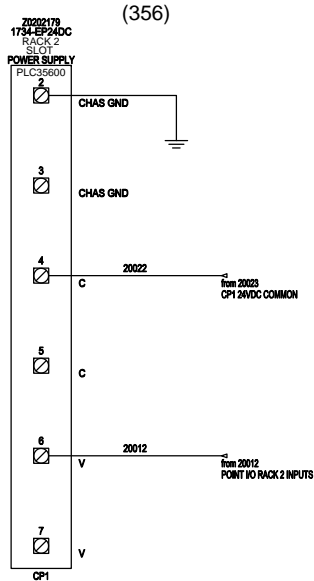 (356)
Z0202179
1734-EP24DC
RACK 2
SLOT
POWER SUPPLY
PLC35600
2
CHAS GND
3
CHAS GND
4
20022
C
from 20023
CP1 24VDC COMMON
5
C
6
20012
V
from 20012
POINT I/O RACK 2 INPUTS
7
V
CP1